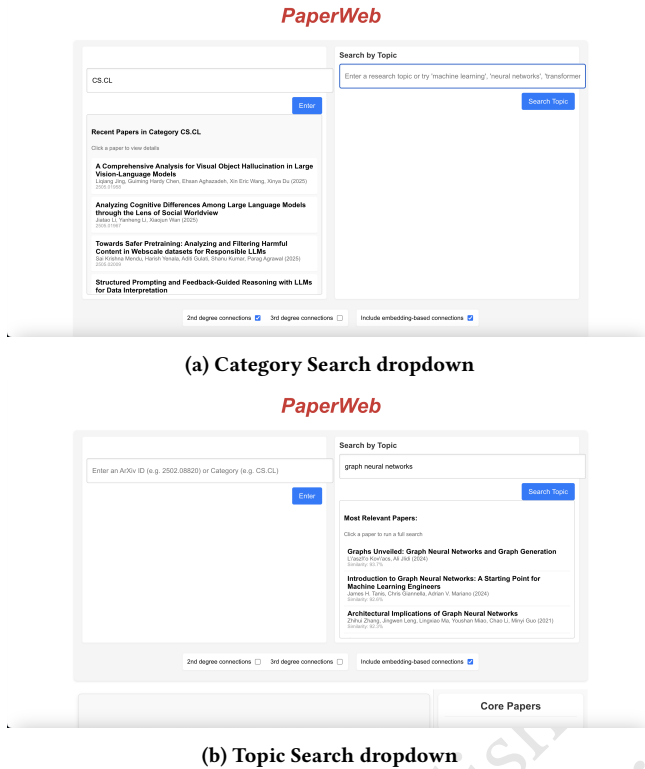 PaperWeb
CS.CL
Enter
Recent Papers in Category CS.CL
Click a paper to view details
A Comprehensive Analysis for Visual Object Hallucination in Large
Vision-Language Models
Liqiang Jing, Guiming Hardy Chen, Ehsan Aghazadeh, Xin Eric Wang, Xinya Du (2025)
Analyzing Cognitive Differences Among Large Language Models
through the Lens of Social Worldview
Jiatao Li, Yanheng Li, Xiaojun Wan (2025)
2505.01967
Towards Safer Pretraining: Analyzing and Filtering Harmful
Content in Webscale datasets for Responsible LLMs
Sai Krishna Mendu, Harish Yenala, Aditi Gulati, Shanu Kumar, Parag Agrawal (2025)
2505.02009
Structured Prompting and Feedback-Guided Reasoning with LLMs
for Data Interpretation
Search by Topic
Enter a research topic or try 'machine learning', 'neural networks', 'transformer
Search Topic
2nd degree connections
3rd degree connections
Include embedding-based connections
(a) Category Search dropdown
PaperWeb
Enter an ArXiv ID (e.g. 2502.08820) or Category (e.g. CS.CL)
Enter
Search by Topic
graph neural networks
Search Topic
Most Relevant Papers:
Click a paper to run a full search
Graphs Unveiled: Graph Neural Networks and Graph Generation
L\'aszl\'o Kov\'acs, Ali Jlidi (2024)
Similarity: 93.7%
Introduction to Graph Neural Networks: A Starting Point for
Machine Learning Engineers
James H. Tanis, Chris Giannella, Adrian V. Mariano (2024)
Similarity: 92.6%
Architectural Implications of Graph Neural Networks
Zhihui Zhang, Jingwen Leng, Lingxiao Ma, Youshan Miao, Chao Li, Minyi Guo (2021)
Similarity: 92.3%
2nd degree connections
3rd degree connections
Include embedding-based connections
Core Papers
(b) Topic Search dropdown